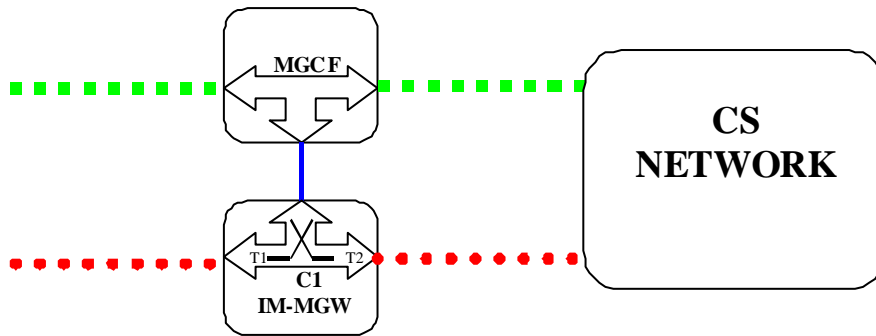 MGCF
CS
NETWORK
T1 T2
C1
IM-MGW